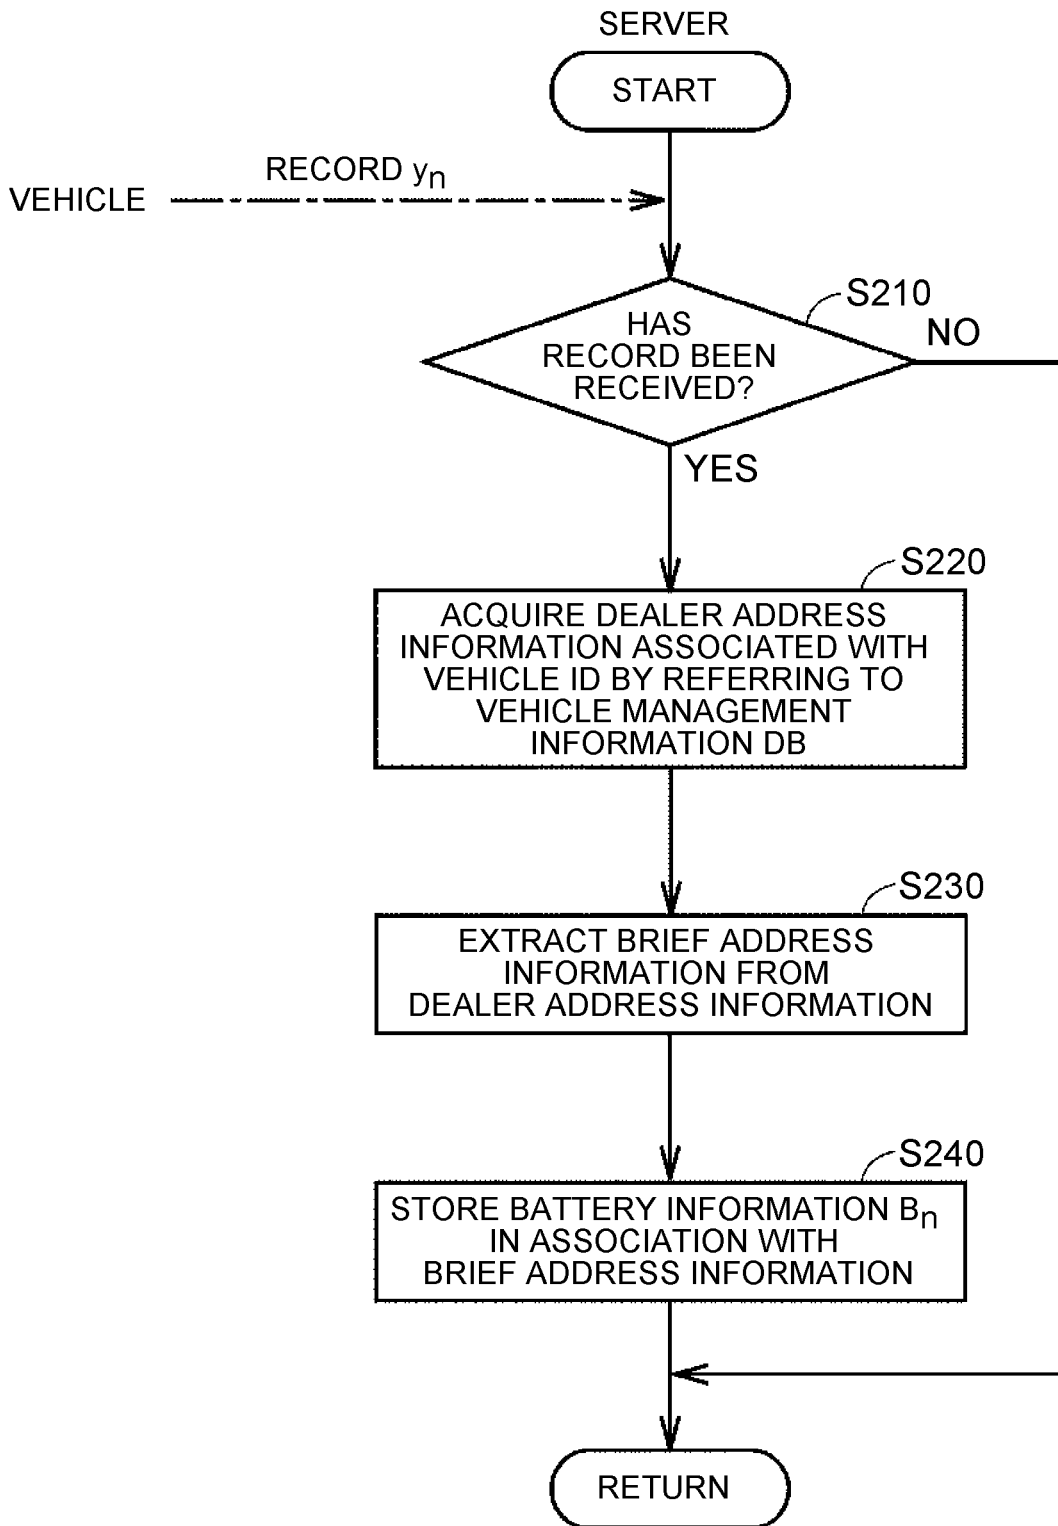 SERVER
START
RECORD yn
VEHICLE
S210
HAS
RECORD BEEN
RECEIVED?
NO
YES
S220
ACQUIRE DEALER ADDRESS
INFORMATION ASSOCIATED WITH
VEHICLE ID BY REFERRING TO
VEHICLE MANAGEMENT
INFORMATION DB
S230
EXTRACT BRIEF ADDRESS
INFORMATION FROM
DEALER ADDRESS INFORMATION
S240
STORE BATTERY INFORMATION Bn
IN ASSOCIATION WITH
BRIEF ADDRESS INFORMATION
RETURN